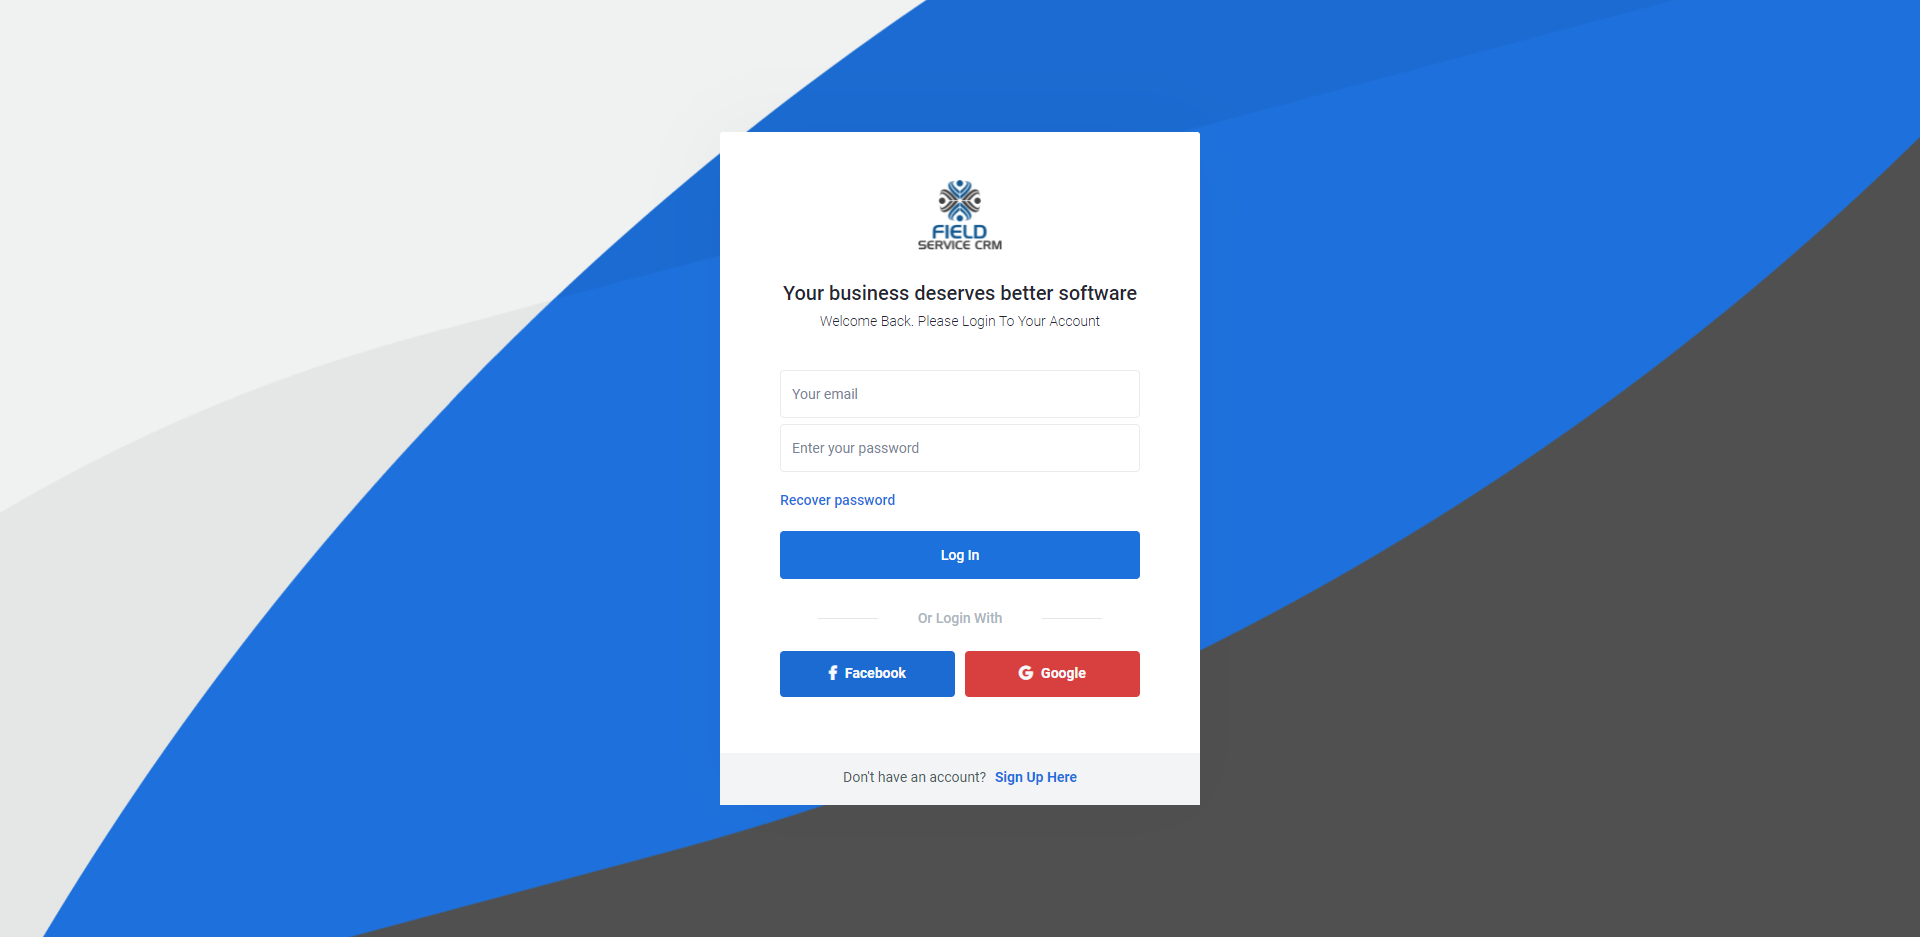 FIELD
SERVICE CRM
Your business deserves better software
Welcome Back. Please Login To Your Account
Your email
Enter your password
Recover password
Log In
Or Login With
Facebook
Google
Don't have an account? Sign Up Here